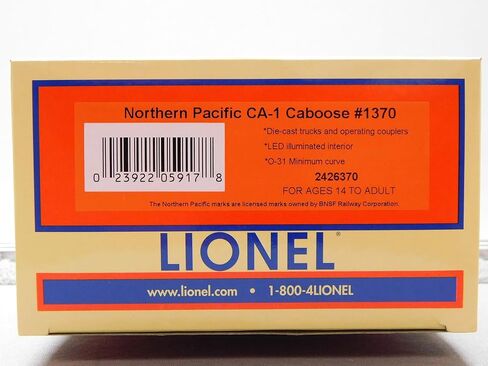 Northern Pacific CA-1 Caboose #1370
*Die-cast trucks and operating couplers
*LED illuminated interior
*O-31 Minimum curve
0 23922 05917 8
2426370
FOR AGES 14 TO ADULT
The Northern Pacific marks are licensed marks owned by BNSF Railway Corporation.
LIONEL®
www.lionel.com • 1-800-4LIONEL